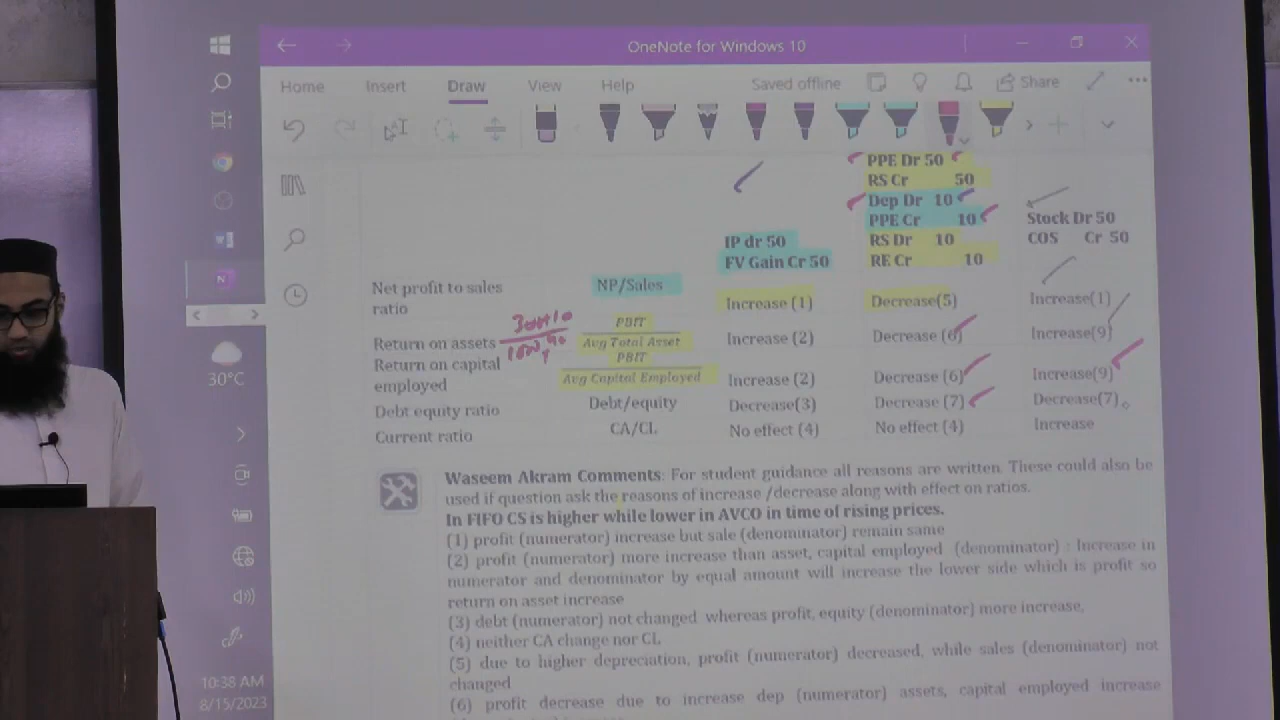 OneNote for Windows 10
Home Insert Draw View Help Saved offline Share
PPE Dr 50
RS Cr 50
Dep Dr 10
PPE Cr 10
RS Dr 10
RE Cr 10
IP dr 50
FV Gain Cr 50
Stock Dr 50
COS Cr 50
Net profit to sales ratio NP/Sales Increase (1) Decrease(5) Increase(1)
Return on assets PBIT Avg Total Asset Increase (2) Decrease (6) Increase(9)
Return on capital employed PBIT Avg Capital Employed Increase (2) Decrease (6) Increase(9)
Debt equity ratio Debt/equity Decrease(3) Decrease (7) Decrease(7)
Current ratio CA/CL No effect (4) No effect (4) Increase
Waseem Akram Comments: For student guidance all reasons are written. These could also be
used if question ask the reasons of increase /decrease along with effect on ratios.
In FIFO CS is higher while lower in AVCO in time of rising prices.
(1) profit (numerator) increase but sale (denominator) remain same
(2) profit (numerator) more increase than asset, capital employed (denominator) : Increase in
numerator and denominator by equal amount will increase the lower side which is profit so
return on asset increase
(3) debt (numerator) not changed whereas profit, equity (denominator) more increase,
(4) neither CA change nor CL
(5) due to higher depreciation, profit (numerator) decreased, while sales (denominator) not
changed
(6) profit decrease due to increase dep (numerator) assets, capital employed increase
30°C
10:38 AM
8/15/2023